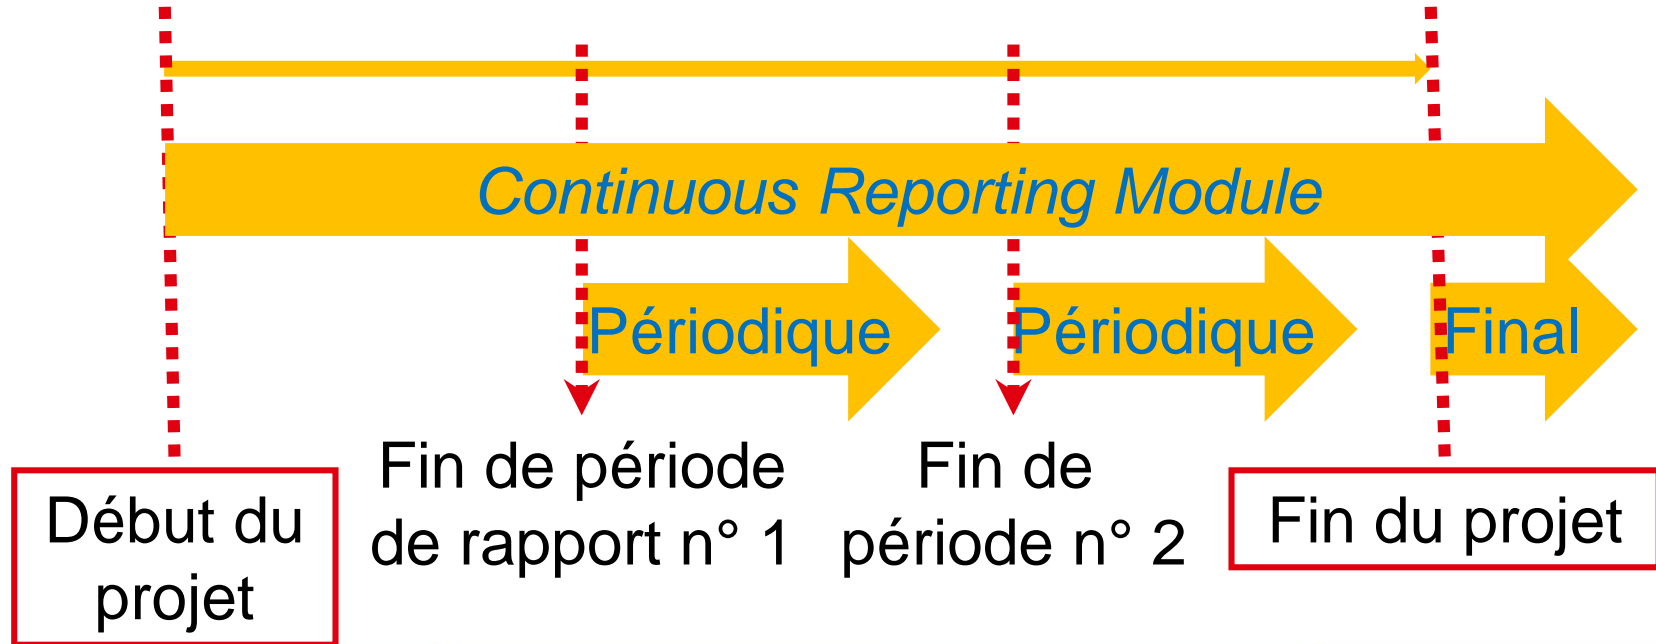 Continuous Reporting Module
Périodique
Périodique
Final
Début du
projet
Fin de période
de rapport n° 1
Fin de
période n° 2
Fin du projet